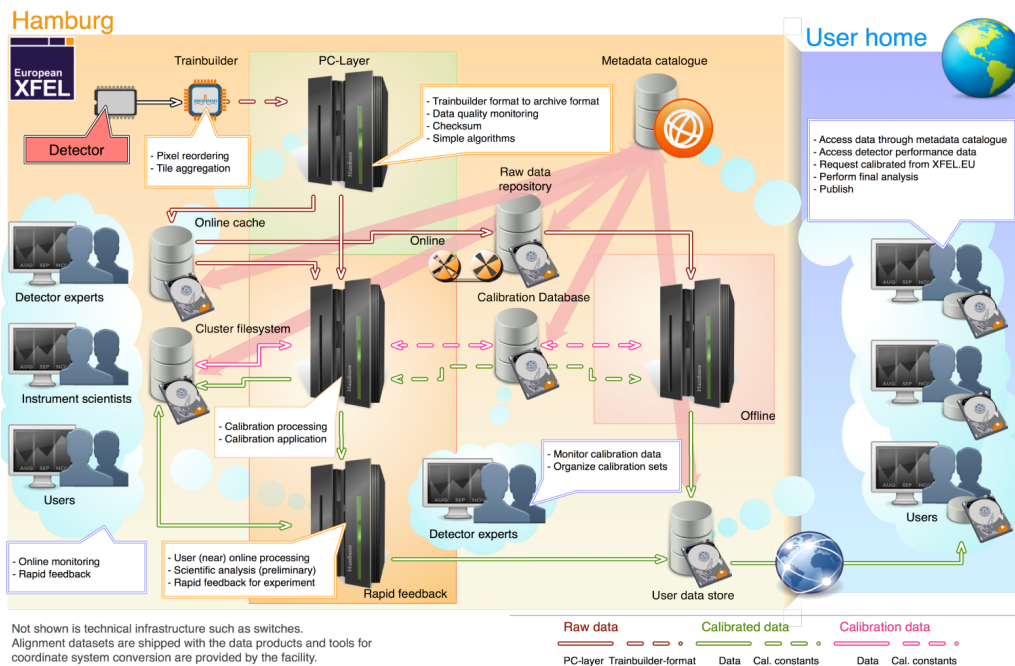 Hamburg
User home
European
XFEL
Trainbuilder
PC-Layer
Metadata catalogue
Detector
- Pixel reordering
- Tile aggregation
- Trainbuilder format to archive format
- Data quality monitoring
- Checksum
- Simple algorithms
- Access data through metadata catalogue
- Access detector performance data
- Request calibrated from XFEL.EU
- Perform final analysis
- Publish
Raw data
repository
Online cache
Online
Detector experts
Calibration Database
Cluster filesystem
Instrument scientists
Offline
- Calibration processing
- Calibration application
- Monitor calibration data
- Organize calibration sets
Users
Detector experts
Users
- Online monitoring
- Rapid feedback
- User (near) online processing
- Scientific analysis (preliminary)
- Rapid feedback for experiment
Rapid feedback
User data store
Not shown is technical infrastructure such as switches.
Alignment datasets are shipped with the data products and tools for
coordinate system conversion are provided by the facility.
Raw data
Calibrated data
Calibration data
PC-layer Trainbuilder-format
Data Cal. constants
Data Cal. constants